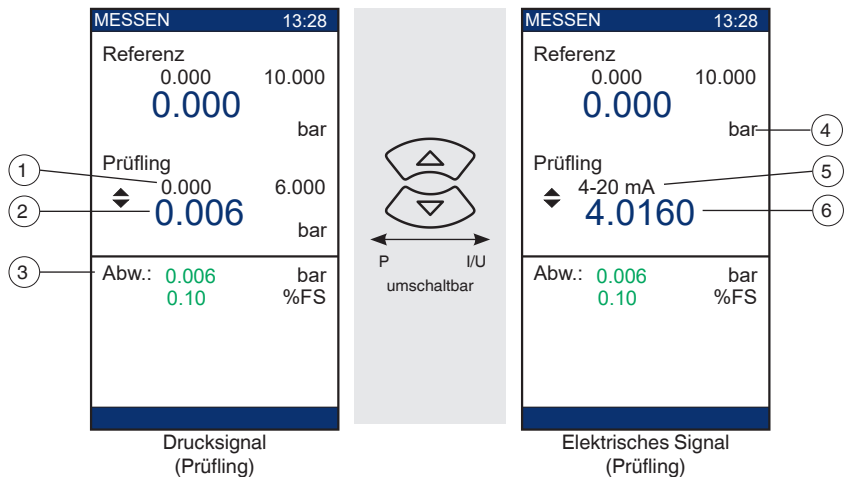 MESSEN 13:28
Referenz
0.000 10.000
0.000
bar
1
Prüfling
0.000 6.000
2
0.006
bar
3
Abw.: 0.006 bar
0.10 %FS
Drucksignal
(Prüfling)
P I/U
umschaltbar
MESSEN 13:28
Referenz
0.000 10.000
0.000
bar
4
Prüfling
4-20 mA
5
4.0160
6
Abw.: 0.006 bar
0.10 %FS
Elektrisches Signal
(Prüfling)